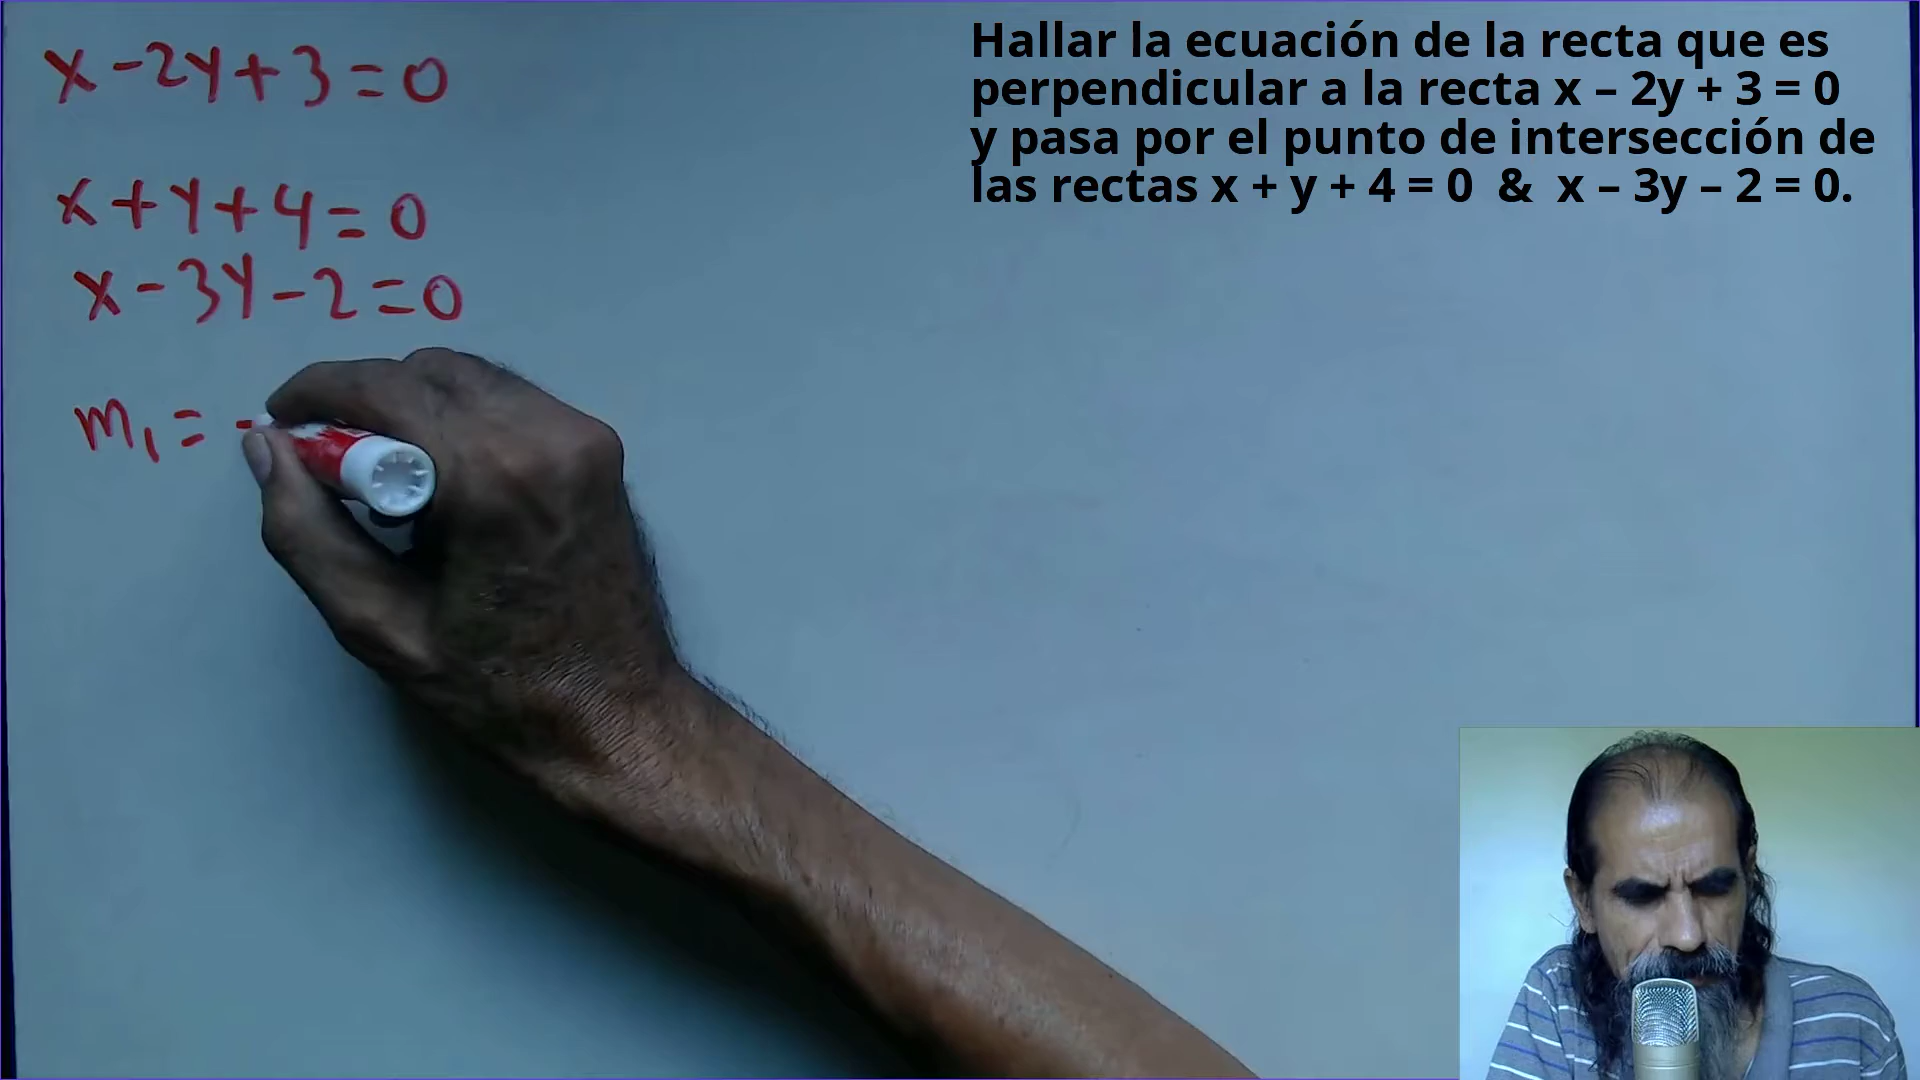 x-2y+3=0
x+y+4=0
x-3y-2=0
m₁= -
Hallar la ecuación de la recta que es
perpendicular a la recta x – 2y + 3 = 0
y pasa por el punto de intersección de
las rectas x + y + 4 = 0 & x – 3y – 2 = 0.